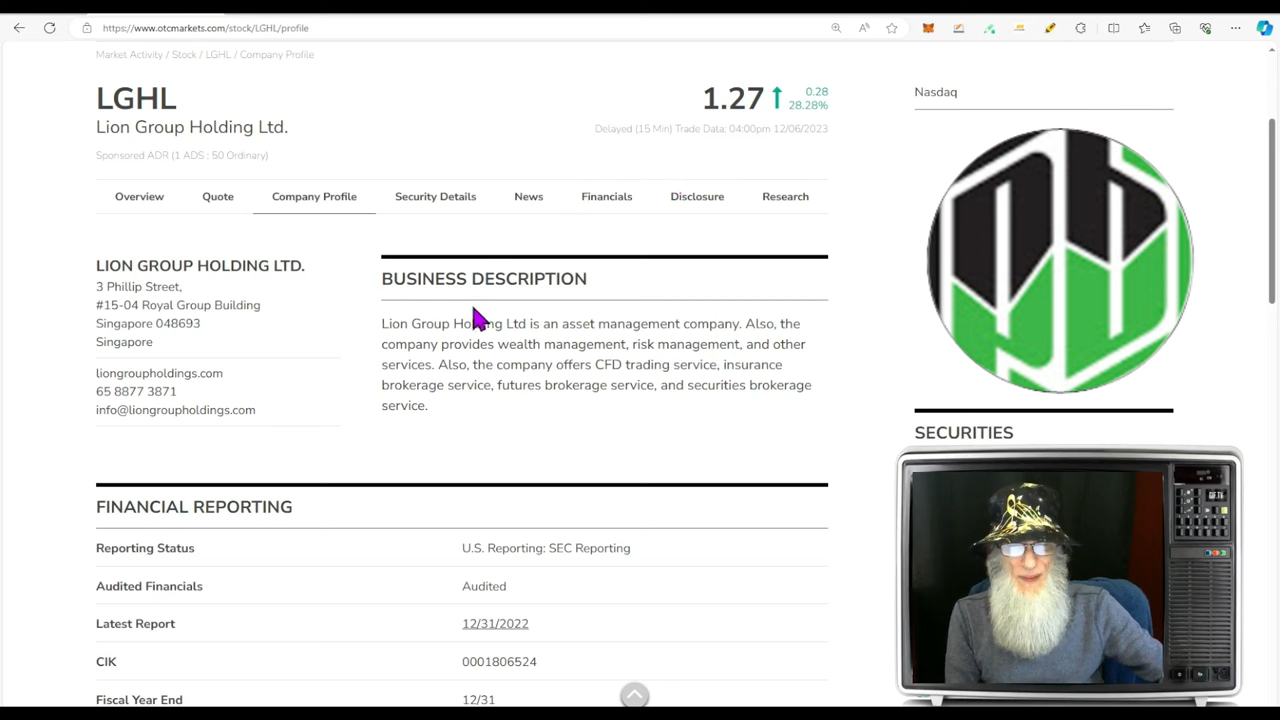 https://www.otcmarkets.com/stock/LGHL/profile
Market Activity / Stock / LGHL / Company Profile
LGHL
1.27
0.28
28.28%
Lion Group Holding Ltd.
Delayed (15 Min) Trade Data: 04:00pm 12/06/2023
Sponsored ADR (1 ADS : 50 Ordinary)
Nasdaq
Overview Quote Company Profile Security Details News Financials Disclosure Research
LION GROUP HOLDING LTD.
3 Phillip Street,
#15-04 Royal Group Building
Singapore 048693
Singapore
liongroupholdings.com
65 8877 3871
info@liongroupholdings.com
BUSINESS DESCRIPTION
Lion Group Holding Ltd is an asset management company. Also, the
company provides wealth management, risk management, and other
services. Also, the company offers CFD trading service, insurance
brokerage service, futures brokerage service, and securities brokerage
service.
SECURITIES
FINANCIAL REPORTING
Reporting Status U.S. Reporting: SEC Reporting
Audited Financials Audited
Latest Report 12/31/2022
CIK 0001806524
Fiscal Year End 12/31